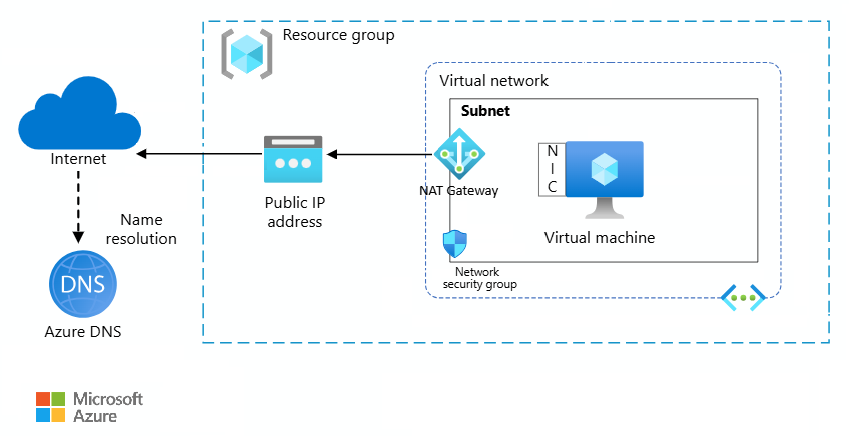 Resource group
Virtual network
Subnet
Internet
N
I
C
NAT Gateway
Public IP
address
Name
resolution
Virtual machine
DNS
Network
security group
Azure DNS
Microsoft
Azure